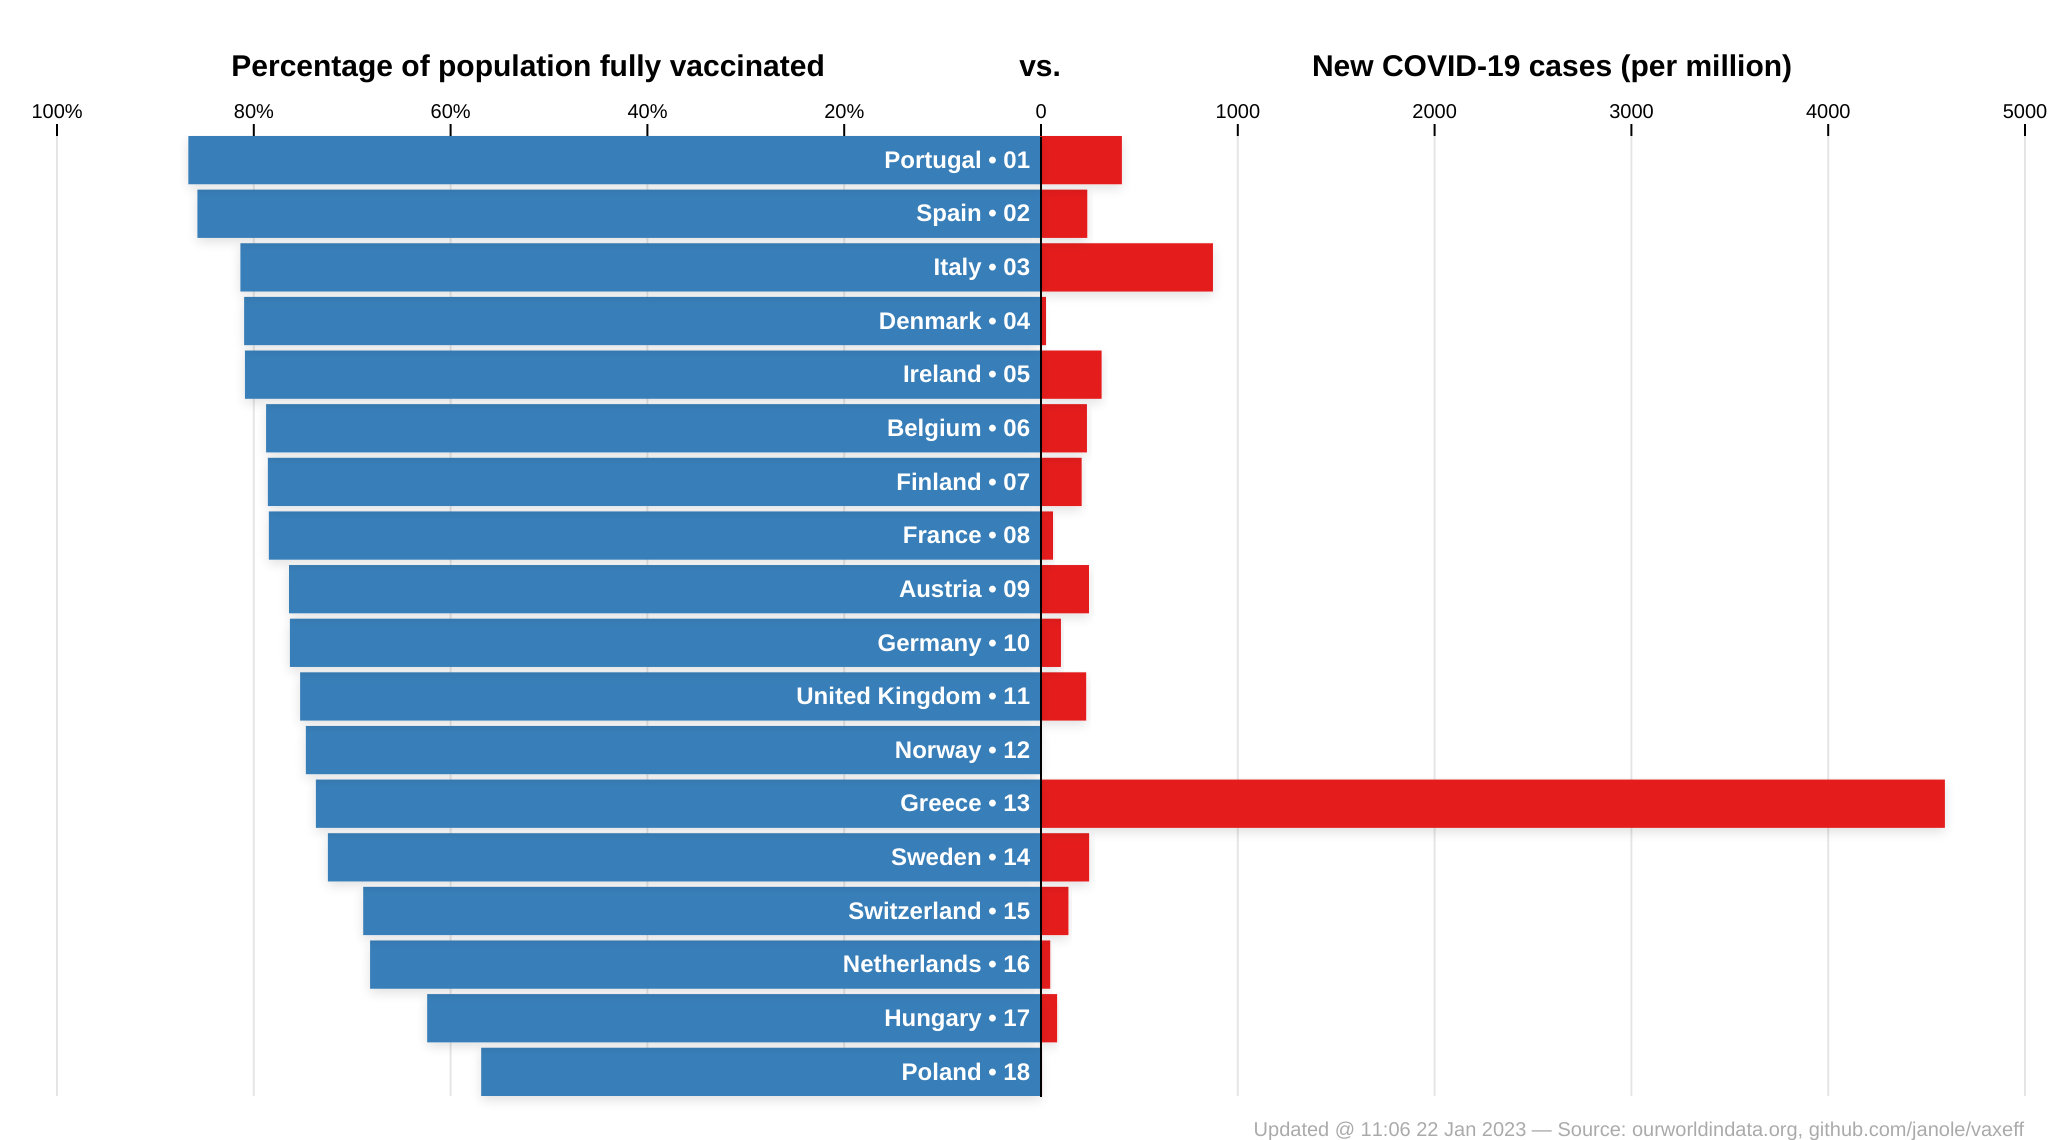 Percentage of population fully vaccinated vs. New COVID-19 cases (per million)
100% 80% 60% 40% 20% 0 1000 2000 3000 4000 5000
Portugal • 01
Spain • 02
Italy • 03
Denmark • 04
Ireland • 05
Belgium • 06
Finland • 07
France • 08
Austria • 09
Germany • 10
United Kingdom • 11
Norway • 12
Greece • 13
Sweden • 14
Switzerland • 15
Netherlands • 16
Hungary • 17
Poland • 18
Updated @ 11:06 22 Jan 2023 — Source: ourworldindata.org, github.com/janole/vaxeff